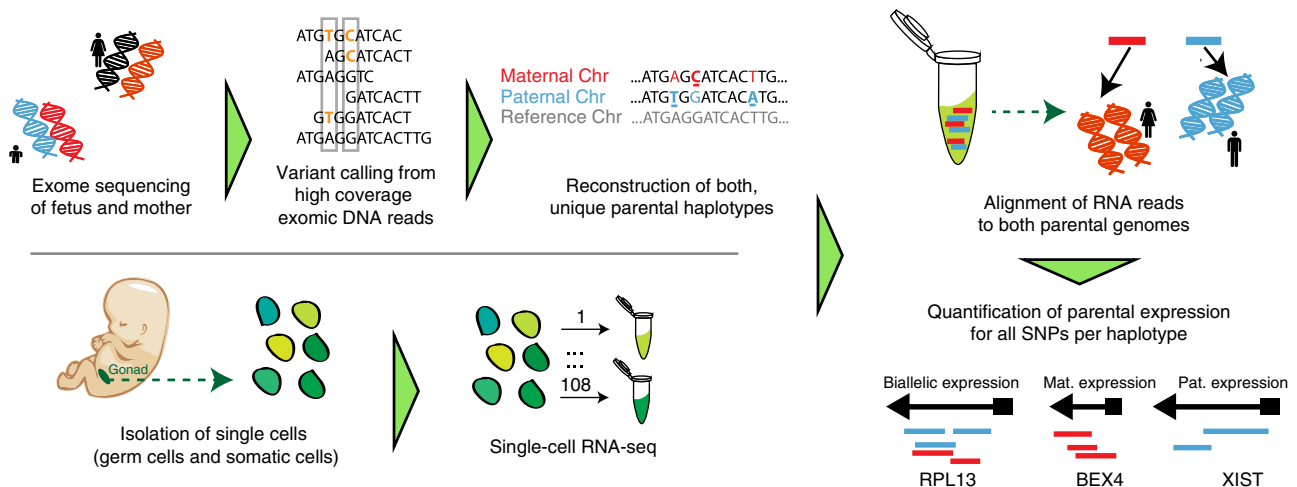 Exome sequencing
of fetus and mother
ATGTGCATCAC
AGCATCACT
ATGAGGTC
GATCACTT
GTGGATCACT
ATGAGGATCACTTG
Variant calling from
high coverage
exomic DNA reads
Maternal Chr ...ATGAGCATCACTTG...
Paternal Chr ...ATGTGGATCACATG...
Reference Chr ...ATGAGGATCACTTG...
Reconstruction of both,
unique parental haplotypes
Gonad
Isolation of single cells
(germ cells and somatic cells)
1
...
...
108
Single-cell RNA-seq
Alignment of RNA reads
to both parental genomes
Quantification of parental expression
for all SNPs per haplotype
Biallelic expression Mat. expression Pat. expression
RPL13 BEX4 XIST